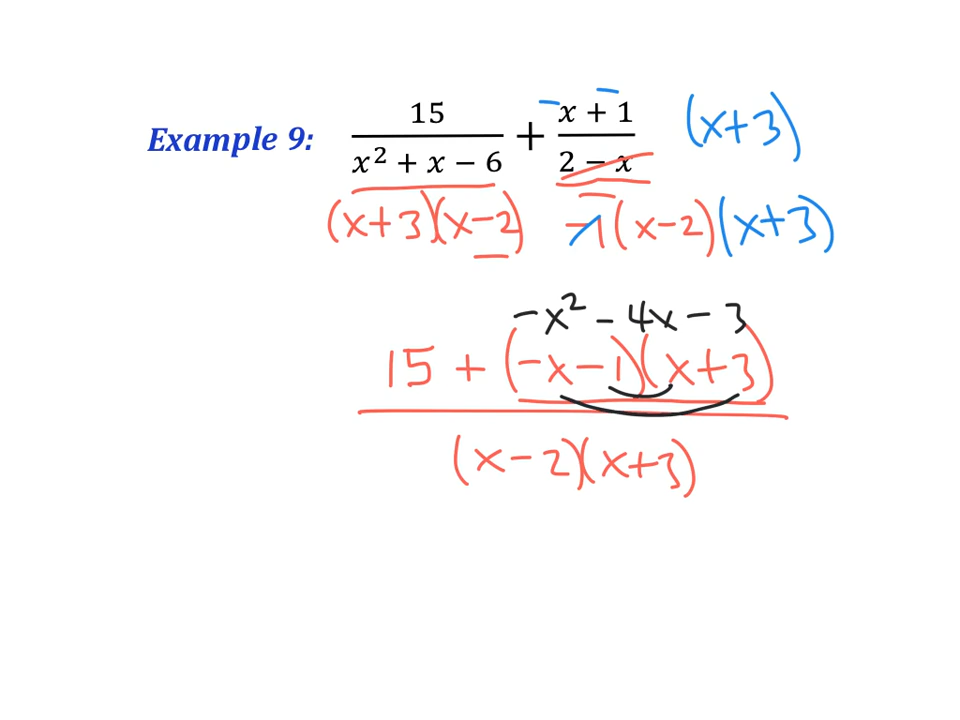 Example 9: 15/(x² + x − 6) + (x + 1)/(2 − x) (x+3)
(x+3)(x−2) −1(x−2)(x+3)
−x² − 4x − 3
15 + (−x−1)(x+3)
(x−2)(x+3)